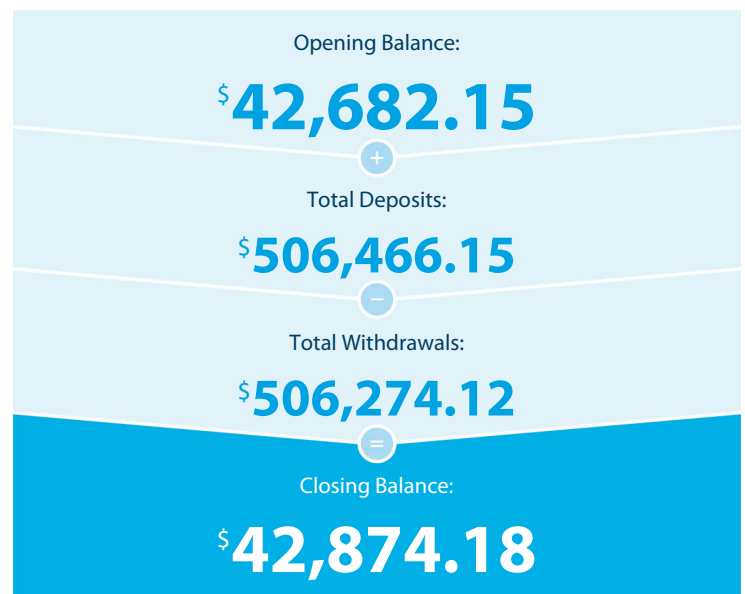 Opening Balance:
$42,682.15
+
Total Deposits:
$506,466.15
−
Total Withdrawals:
$506,274.12
=
Closing Balance:
$42,874.18